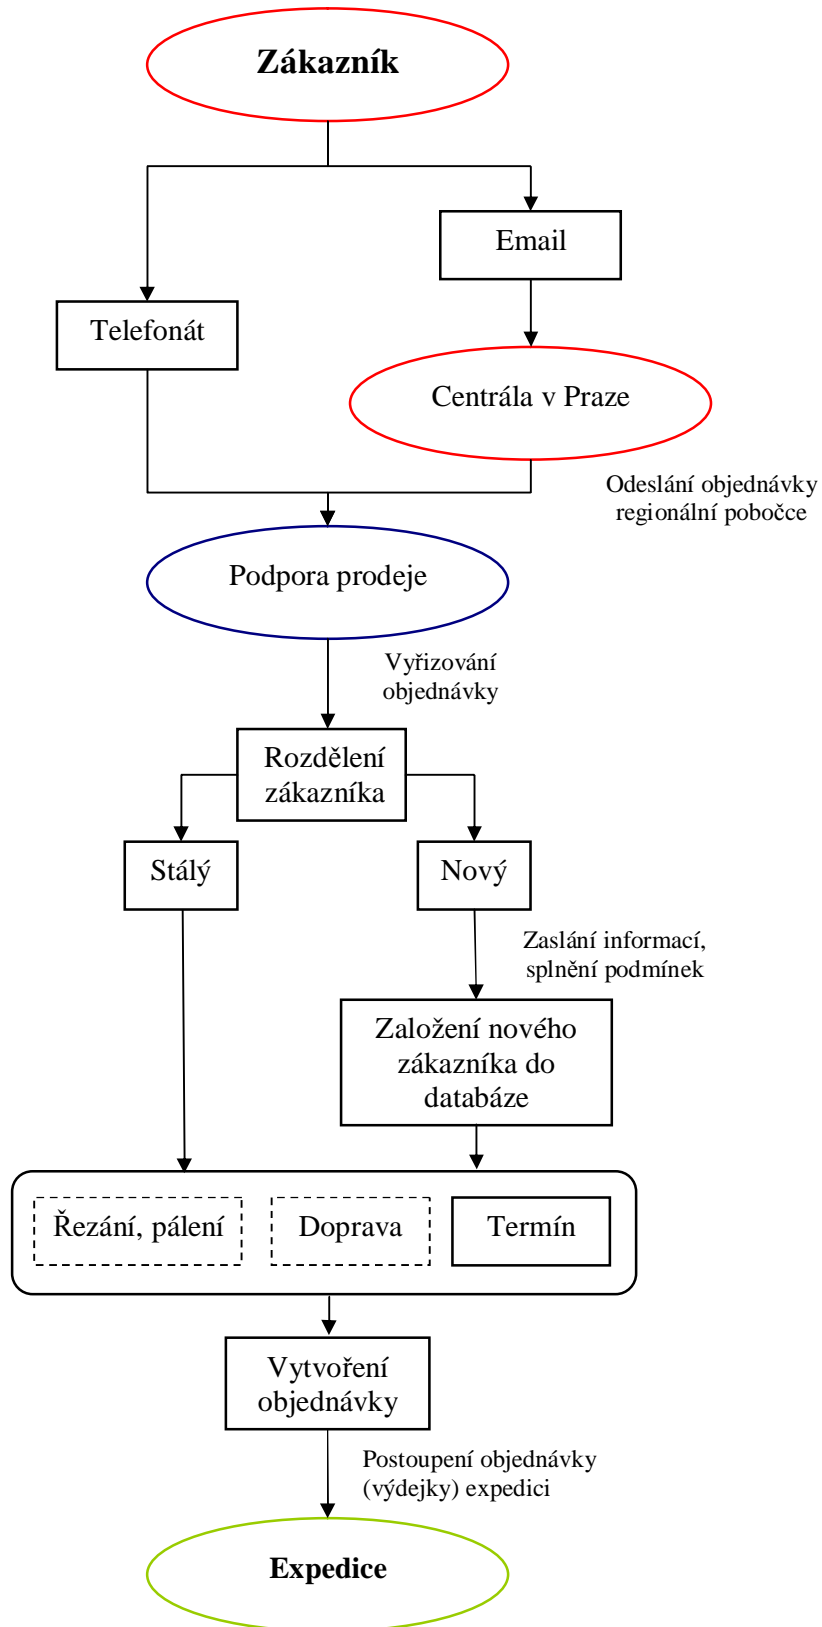 Zákazník
Email
Telefonát
Centrála v Praze
Odeslání objednávky
regionální pobočce
Podpora prodeje
Vyřizování
objednávky
Rozdělení
zákazníka
Stálý
Nový
Zaslání informací,
splnění podmínek
Založení nového
zákazníka do
databáze
Řezání, pálení
Doprava
Termín
Vytvoření
objednávky
Postoupení objednávky
(výdejky) expedici
Expedice